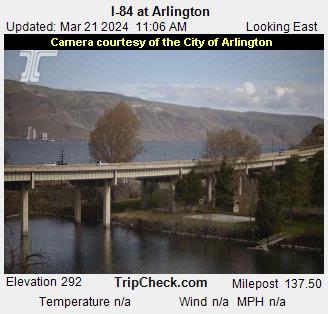 I-84 at Arlington
Updated: Mar 21 2024 11:06 AM Looking East
Camera courtesy of the City of Arlington
Elevation 292 TripCheck.com Milepost 137.50
Temperature n/a Wind n/a MPH n/a